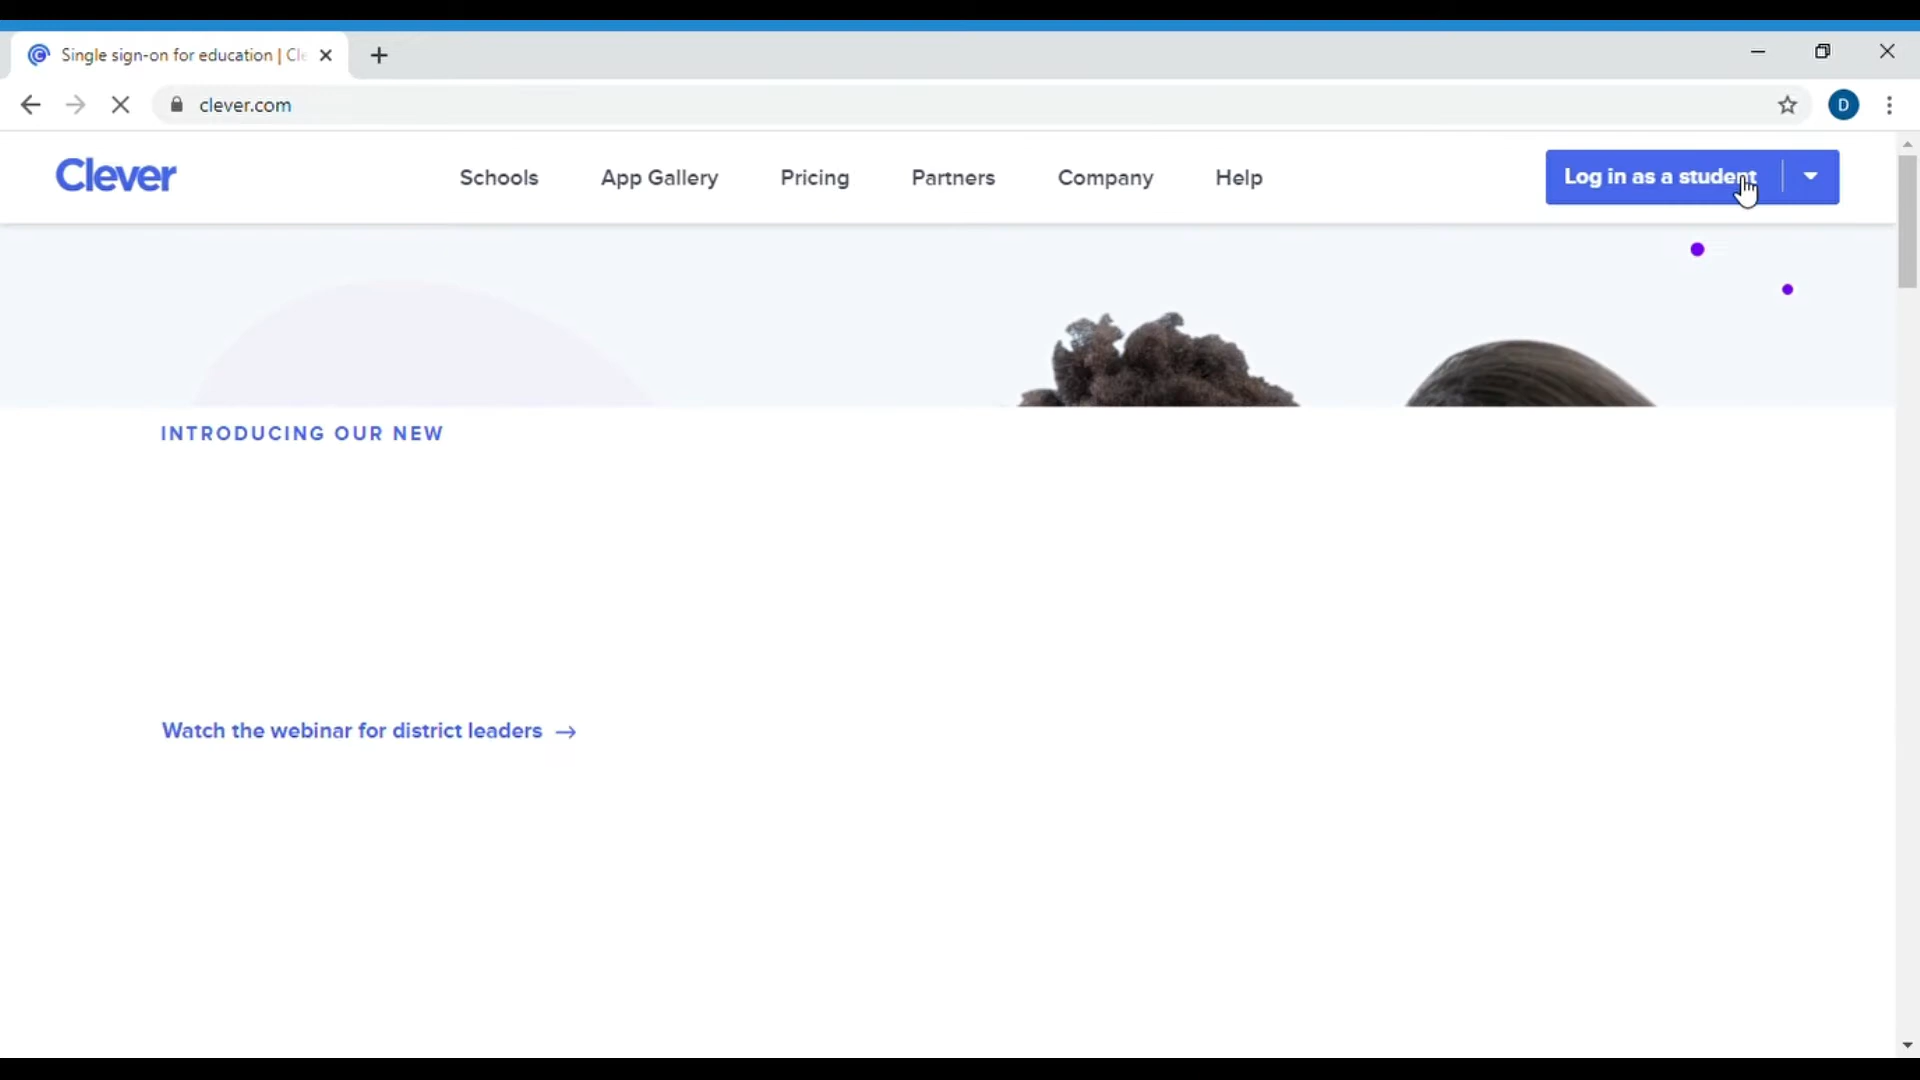 Single sign-on for education | Cle
clever.com
D
Clever
Schools
App Gallery
Pricing
Partners
Company
Help
Log in as a student
INTRODUCING OUR NEW
Watch the webinar for district leaders →